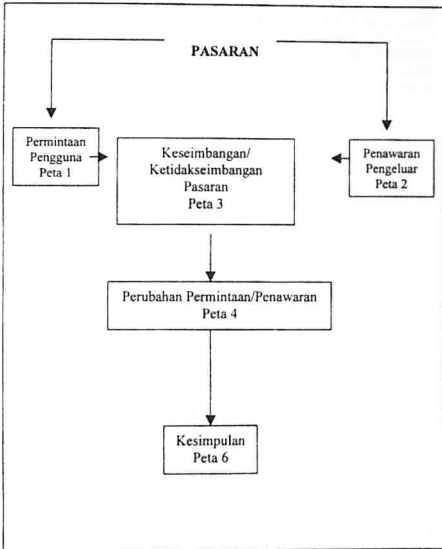 PASARAN
Permintaan
Pengguna
Peta 1
Keseimbangan/
Ketidakseimbangan
Pasaran
Peta 3
Penawaran
Pengeluar
Peta 2
Perubahan Permintaan/Penawaran
Peta 4
Kesimpulan
Peta 6